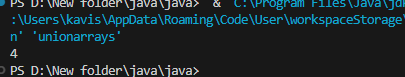 PS D:\New folder\java\java>  & 'C:\Program Files\Java\jd
:\Users\kavis\AppData\Roaming\Code\User\workspaceStorage\
n' 'unionarrays'
4
PS D:\New folder\java\java>